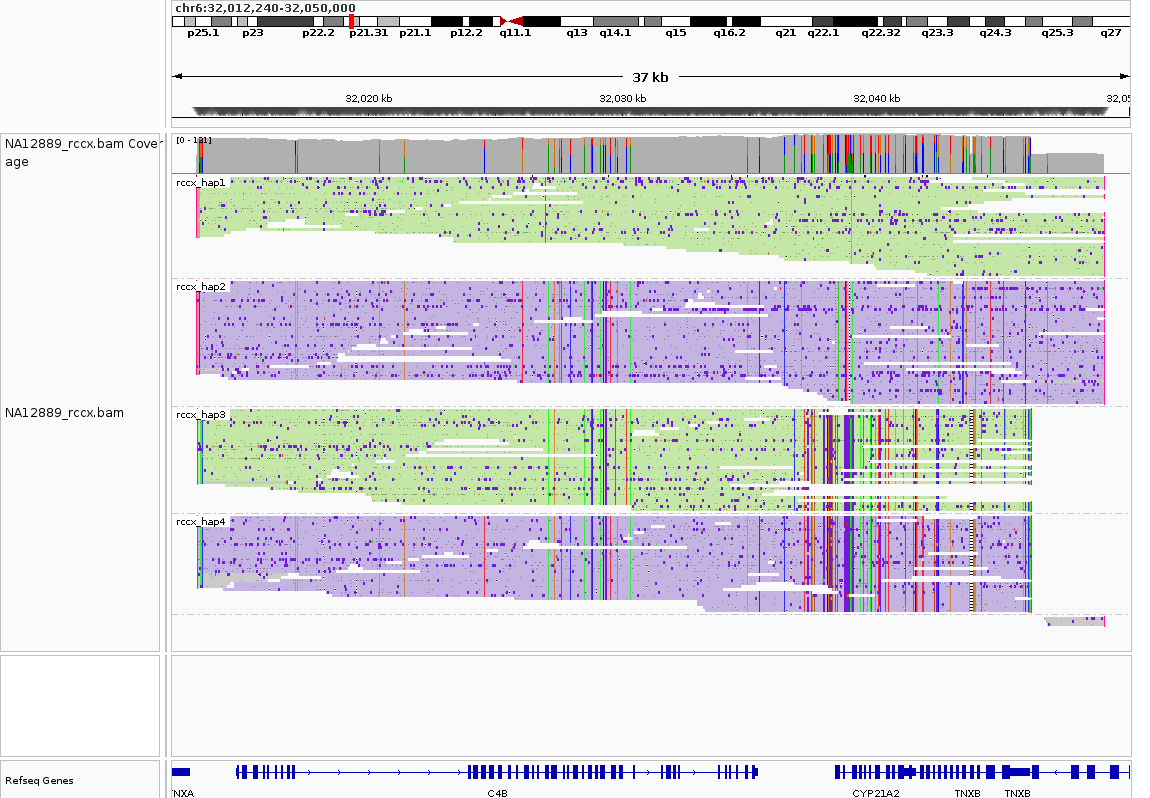 chr6:32,012,240-32,050,000
p25.1 p23 p22.2 p21.31 p21.1 p12.2 q11.1 q13 q14.1 q15 q16.2 q21 q22.1 q22.32 q23.3 q24.3 q25.3 q27
37 kb
32,020 kb 32,030 kb 32,040 kb 32,05
NA12889_rccx.bam Cover
age
[0 - 131]
rccx_hap1
rccx_hap2
NA12889_rccx.bam
rccx_hap3
rccx_hap4
Refseq Genes
NXA C4B CYP21A2 TNXB TNXB